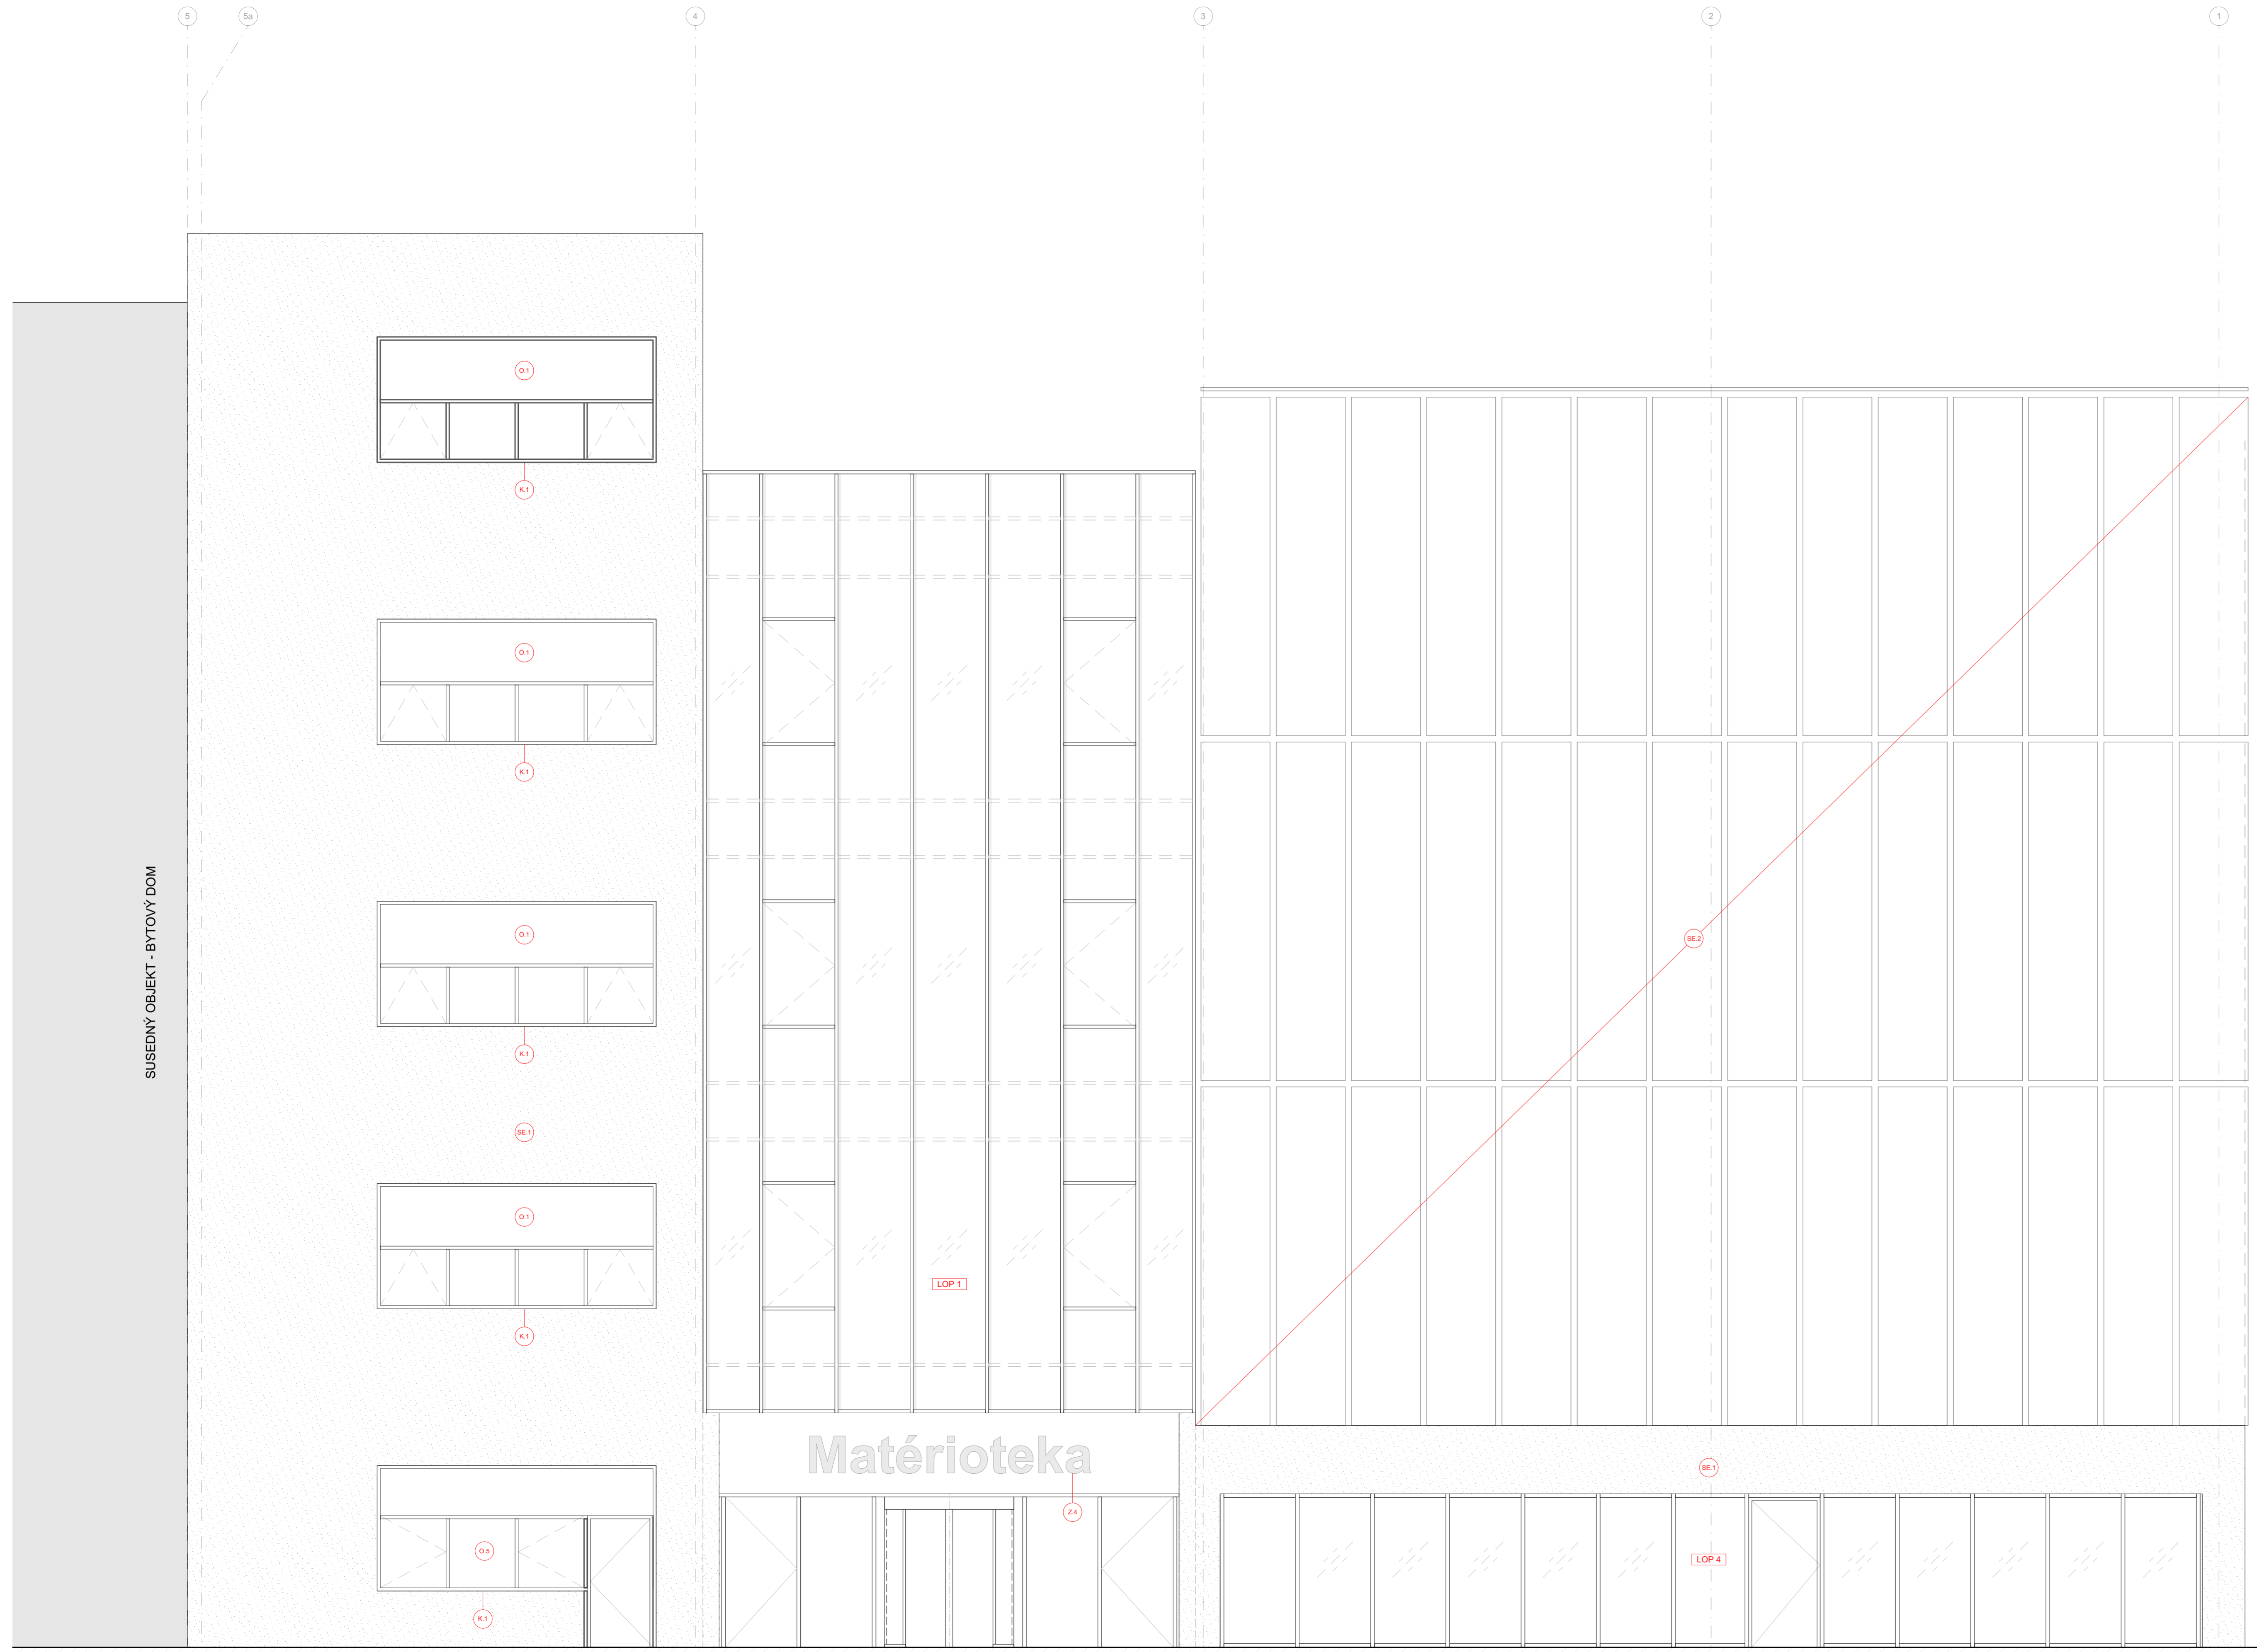 5
5a
4
3
2
1
O.1
K.1
O.1
K.1
SUSEDNÝ OBJEKT - BYTOVÝ DOM
O.1
SE.2
K.1
SE.1
O.1
LOP 1
K.1
Matérioteka
SE.1
Z.4
O.5
LOP 4
K.1